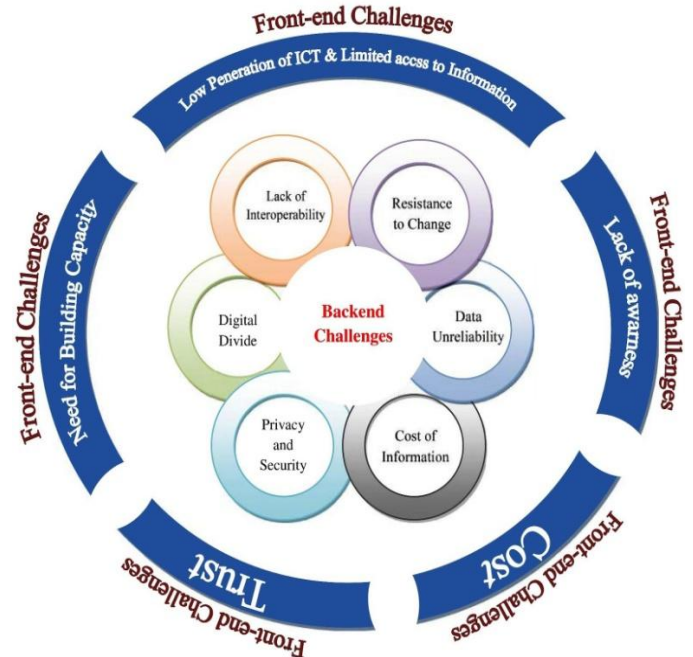 Front-end Challenges
Low Peneration of ICT & Limited accss to Information
Front-end Challenges
Lack of awarness
Front-end Challenges
Cost
Front-end Challenges
Trust
Front-end Challenges
Need for Building Capacity
Lack of
Interoperability
Resistance
to Change
Digital
Divide
Backend
Challenges
Data
Unreliability
Privacy
and
Security
Cost of
Information